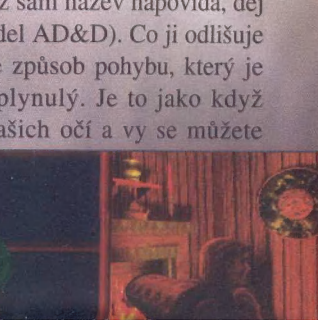 sám název napovídá, děj
del AD&D). Co ji odlišuje
způsob pohybu, který je
plynulý. Je to jako když
ašich očí a vy se můžete